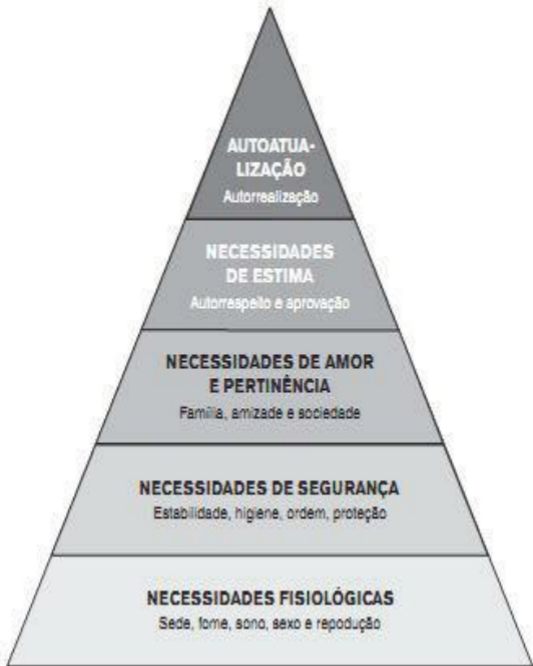 AUTOATUA-
LIZAÇÃO
Autorrealização
NECESSIDADES
DE ESTIMA
Autorrespeito e aprovação
NECESSIDADES DE AMOR
E PERTINÊNCIA
Família, amizade e sociedade
NECESSIDADES DE SEGURANÇA
Estabilidade, higiene, ordem, proteção
NECESSIDADES FISIOLÓGICAS
Sede, fome, sono, sexo e repodução